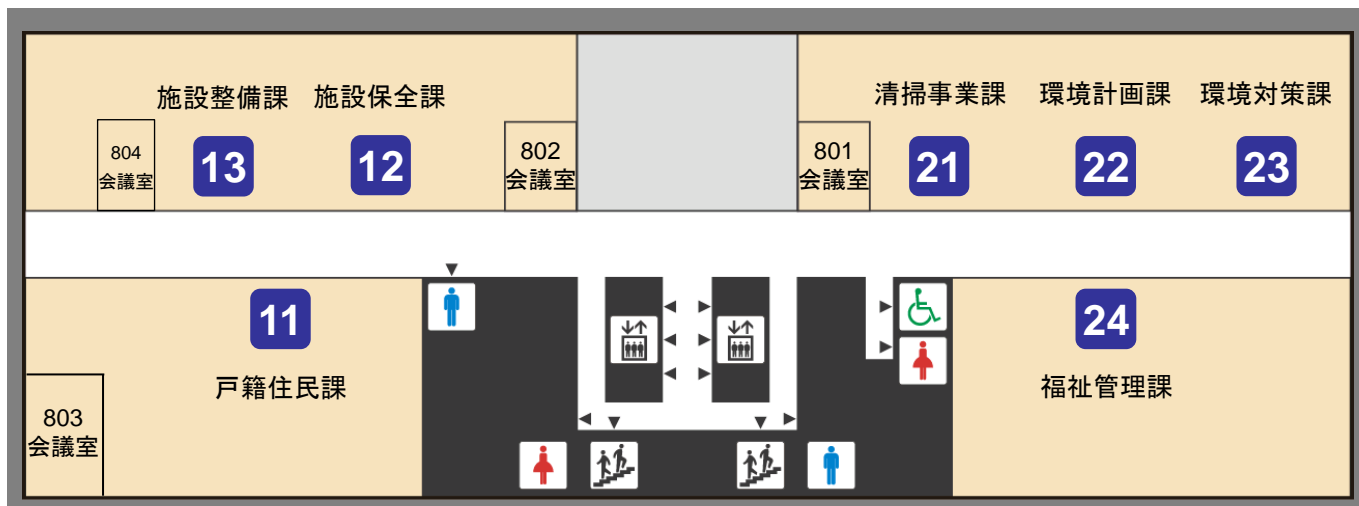 施設整備課
施設保全課
清掃事業課
環境計画課
環境対策課
804
会議室
13
12
802
会議室
801
会議室
21
22
23
11
戸籍住民課
24
福祉管理課
803
会議室